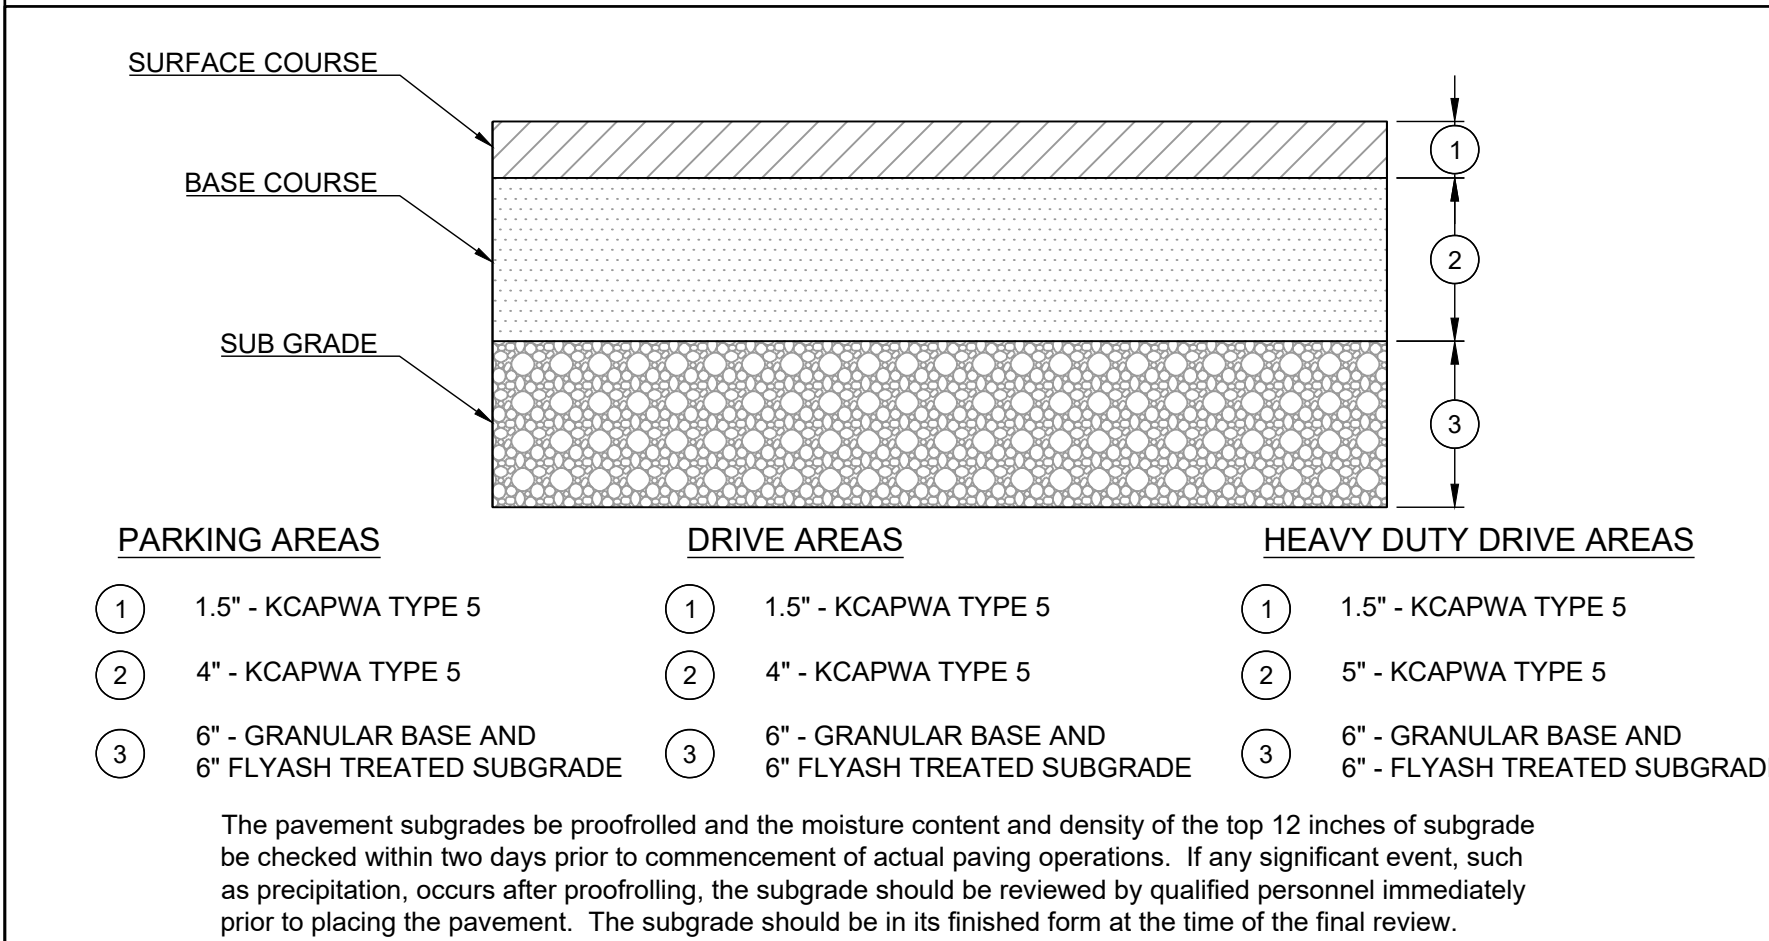 SURFACE COURSE
BASE COURSE
SUB GRADE
1
2
3
PARKING AREAS
1 1.5" - KCAPWA TYPE 5
2 4" - KCAPWA TYPE 5
3 6" - GRANULAR BASE AND
6" FLYASH TREATED SUBGRADE
DRIVE AREAS
1 1.5" - KCAPWA TYPE 5
2 4" - KCAPWA TYPE 5
3 6" - GRANULAR BASE AND
6" FLYASH TREATED SUBGRADE
HEAVY DUTY DRIVE AREAS
1 1.5" - KCAPWA TYPE 5
2 5" - KCAPWA TYPE 5
3 6" - GRANULAR BASE AND
6" - FLYASH TREATED SUBGRAD
The pavement subgrades be proofrolled and the moisture content and density of the top 12 inches of subgrade
be checked within two days prior to commencement of actual paving operations.  If any significant event, such
as precipitation, occurs after proofrolling, the subgrade should be reviewed by qualified personnel immediately
prior to placing the pavement.  The subgrade should be in its finished form at the time of the final review.